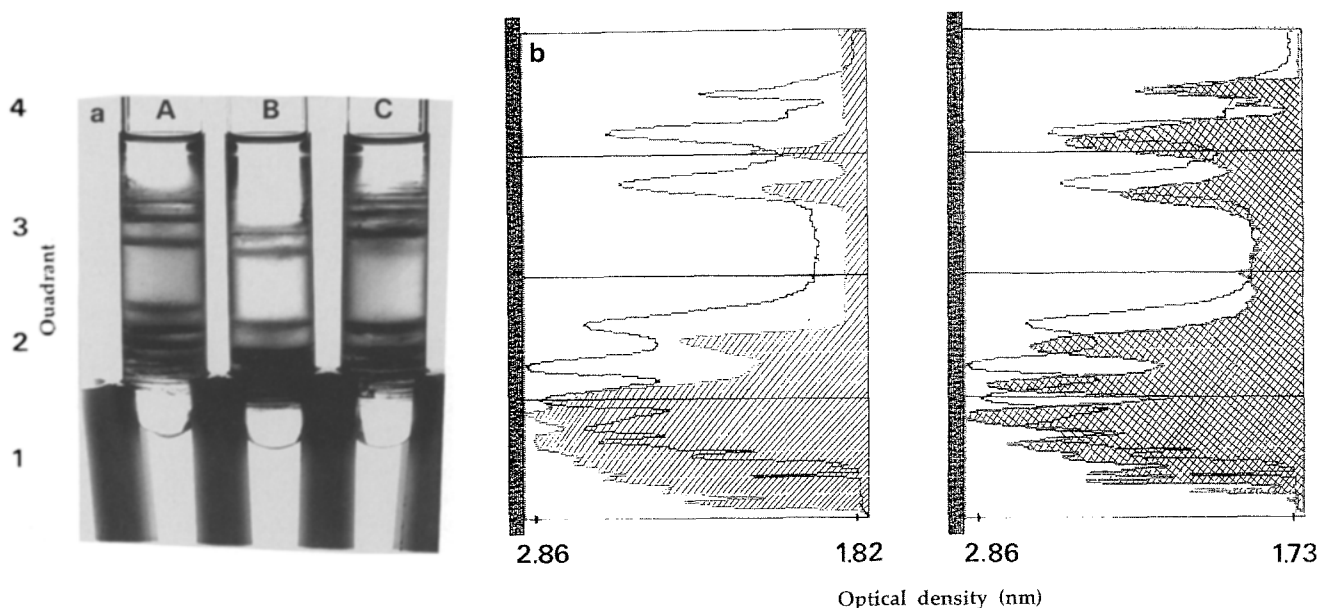 a
A B C
4
3
2
1
Quadrant
b
2.86 1.82
2.86 1.73
Optical density (nm)